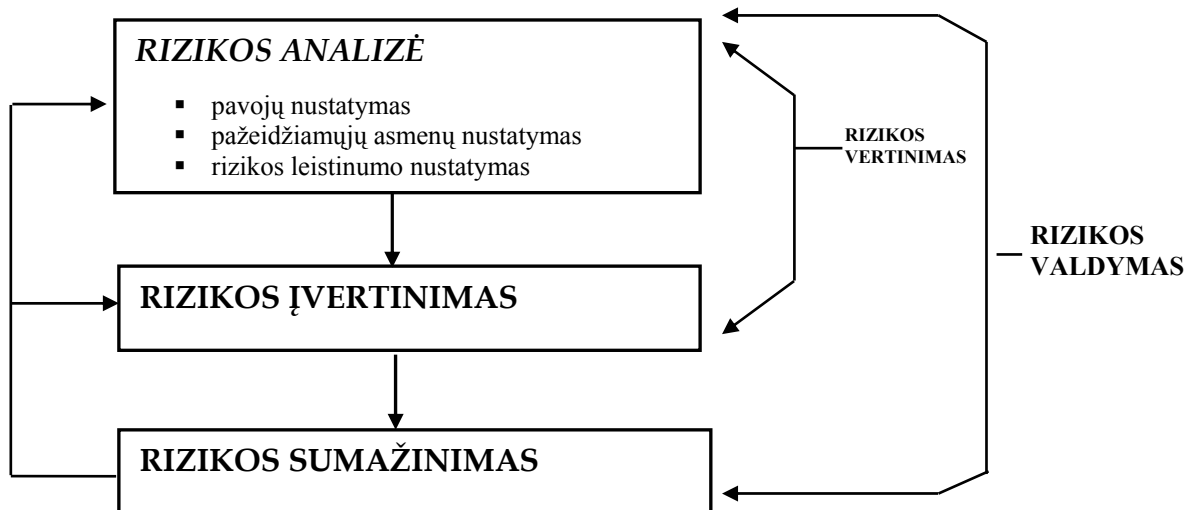 RIZIKOS ANALIZĖ
▪ pavojų nustatymas
▪ pažeidžiamųjų asmenų nustatymas
▪ rizikos leistinumo nustatymas
RIZIKOS
VERTINIMAS
RIZIKOS
VALDYMAS
RIZIKOS ĮVERTINIMAS
RIZIKOS SUMAŽINIMAS